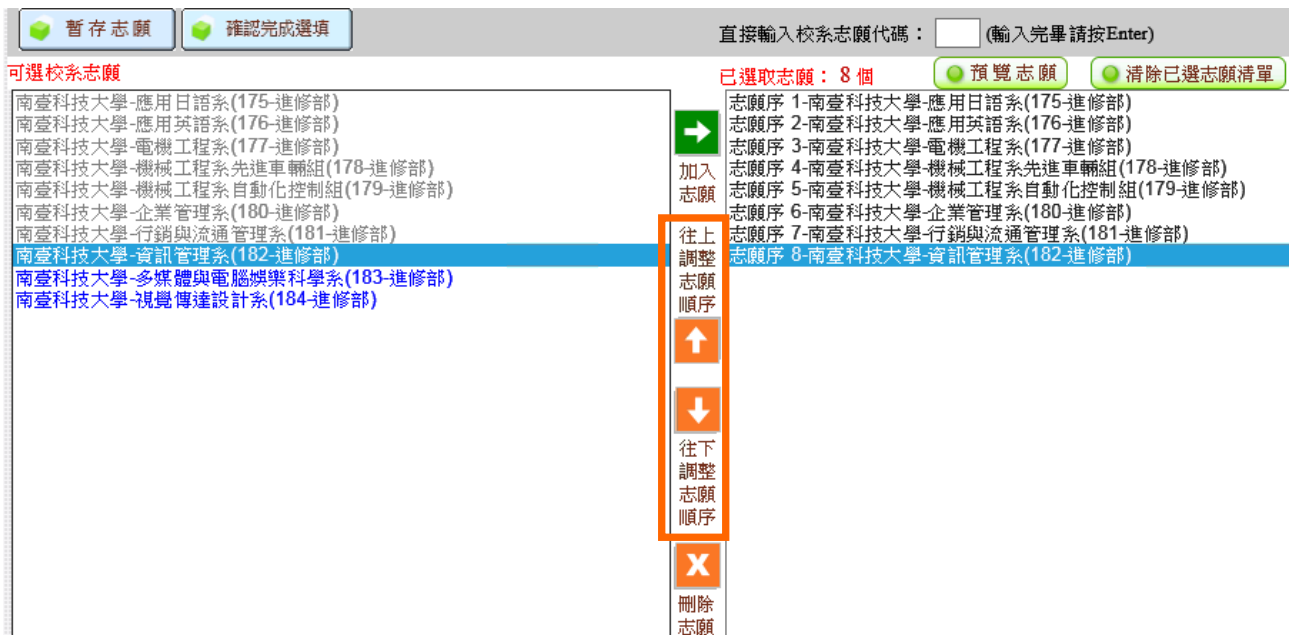 暫存志願
確認完成選填
直接輸入校系志願代碼： (輸入完畢請按Enter)
可選校系志願
已選取志願： 8 個
預覽志願
清除已選志願清單
南臺科技大學-應用日語系(175-進修部)
南臺科技大學-應用英語系(176-進修部)
南臺科技大學-電機工程系(177-進修部)
南臺科技大學-機械工程系先進車輛組(178-進修部)
南臺科技大學-機械工程系自動化控制組(179-進修部)
南臺科技大學-企業管理系(180-進修部)
南臺科技大學-行銷與流通管理系(181-進修部)
南臺科技大學-資訊管理系(182-進修部)
南臺科技大學-多媒體與電腦娛樂科學系(183-進修部)
南臺科技大學-視覺傳達設計系(184-進修部)
加入
志願
往上
調整
志願
順序
往下
調整
志願
順序
X
刪除
志願
志願序 1-南臺科技大學-應用日語系(175-進修部)
志願序 2-南臺科技大學-應用英語系(176-進修部)
志願序 3-南臺科技大學-電機工程系(177-進修部)
志願序 4-南臺科技大學-機械工程系先進車輛組(178-進修部)
志願序 5-南臺科技大學-機械工程系自動化控制組(179-進修部)
志願序 6-南臺科技大學-企業管理系(180-進修部)
志願序 7-南臺科技大學-行銷與流通管理系(181-進修部)
志願序 8-南臺科技大學-資訊管理系(182-進修部)